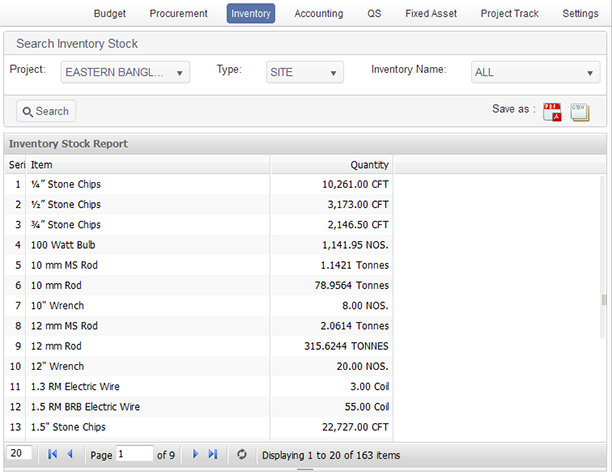 Budget Procurement Inventory Accounting QS Fixed Asset Project Track Settings
Search Inventory Stock
Project: EASTERN BANGL... Type: SITE Inventory Name: ALL
Search Save as : PDF CSV
Inventory Stock Report
Seri Item Quantity
1 ¼” Stone Chips 10,261.00 CFT
2 ½” Stone Chips 3,173.00 CFT
3 ¾” Stone Chips 2,146.50 CFT
4 100 Watt Bulb 1,141.95 NOS.
5 10 mm MS Rod 1.1421 Tonnes
6 10 mm Rod 78.9564 Tonnes
7 10" Wrench 8.00 NOS.
8 12 mm MS Rod 2.0614 Tonnes
9 12 mm Rod 315.6244 TONNES
10 12" Wrench 20.00 NOS.
11 1.3 RM Electric Wire 3.00 Coil
12 1.5 RM BRB Electric Wire 55.00 Coil
13 1.5" Stone Chips 22,727.00 CFT
20 Page 1 of 9 Displaying 1 to 20 of 163 items